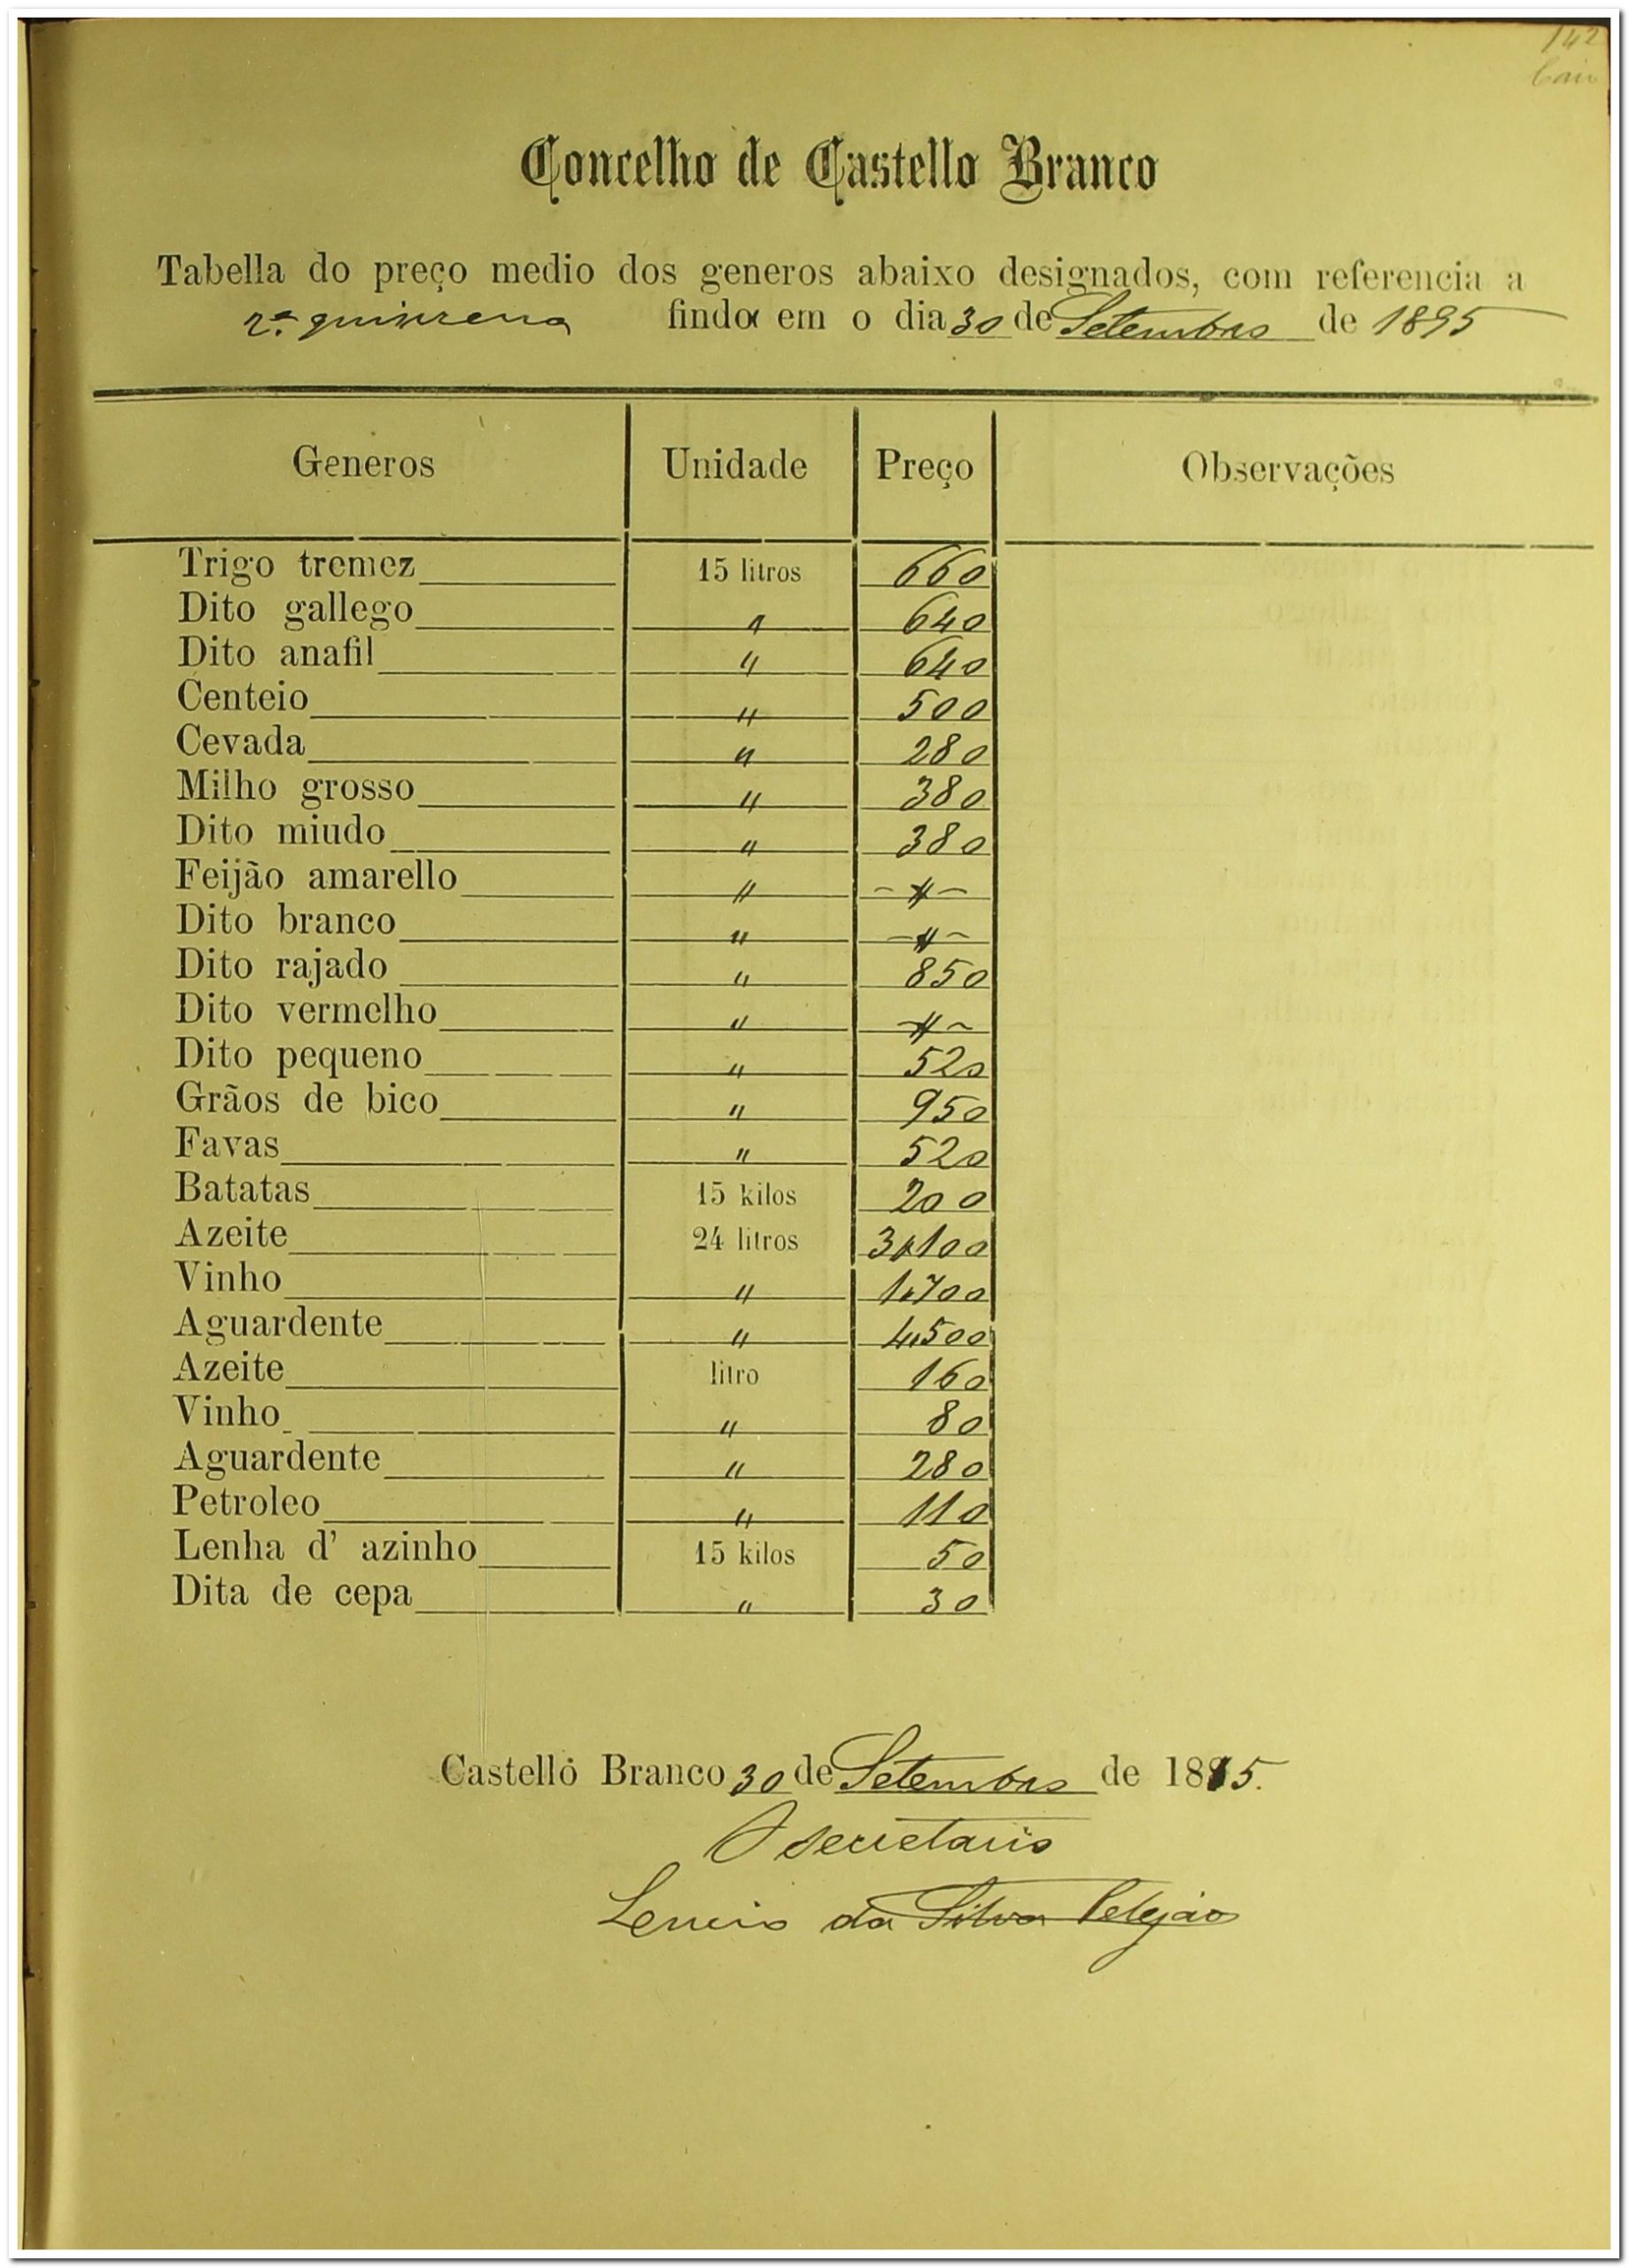 142
Concelho de Castello Branco
Tabella do preço medio dos generos abaixo designados, com referencia a
2.ª quinzena finda em o dia 30 de Setembro de 1895
Generos Unidade Preço Observações
Trigo tremez 15 litros 660
Dito gallego " 640
Dito anafil " 640
Centeio " 500
Cevada " 280
Milho grosso " 380
Dito miudo " 380
Feijão amarello " -"-
Dito branco " -"-
Dito rajado " 850
Dito vermelho " -"-
Dito pequeno " 520
Grãos de bico " 950
Favas " 520
Batatas 15 kilos 200
Azeite 24 litros 3,100
Vinho " 1,700
Aguardente " 4,500
Azeite litro 160
Vinho " 80
Aguardente " 280
Petroleo " 110
Lenha d' azinho 15 kilos 50
Dita de cepa " 30
Castello Branco 30 de Setembro de 1895.
O secretario
da Silva Pelejão